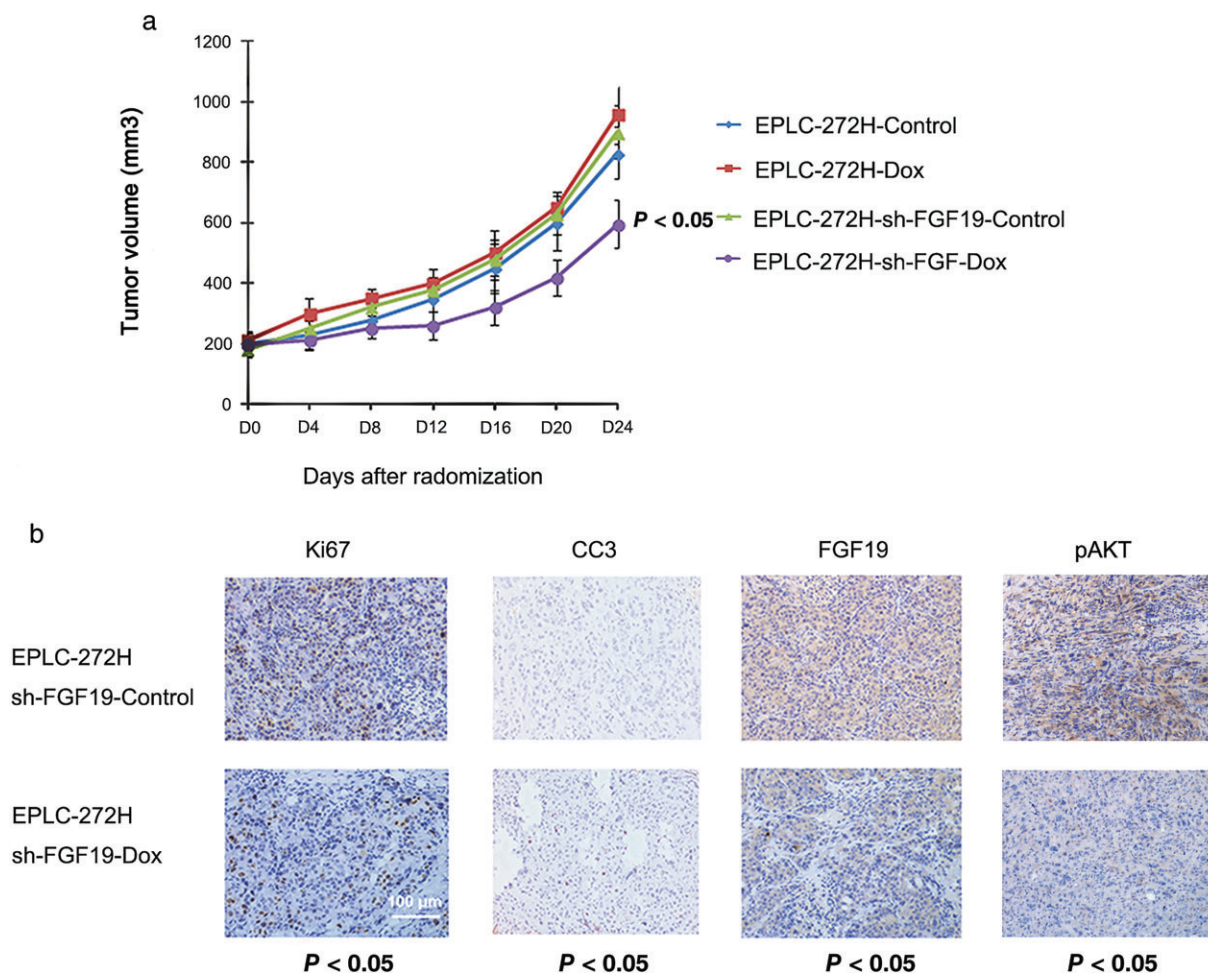 a
1200
1000
800
600
400
200
0
Tumor volume (mm3)
D0 D4 D8 D12 D16 D20 D24
Days after radomization
EPLC-272H-Control
EPLC-272H-Dox
P < 0.05
EPLC-272H-sh-FGF19-Control
EPLC-272H-sh-FGF-Dox
b
Ki67 CC3 FGF19 pAKT
EPLC-272H
sh-FGF19-Control
EPLC-272H
sh-FGF19-Dox
100 µm
P < 0.05 P < 0.05 P < 0.05 P < 0.05